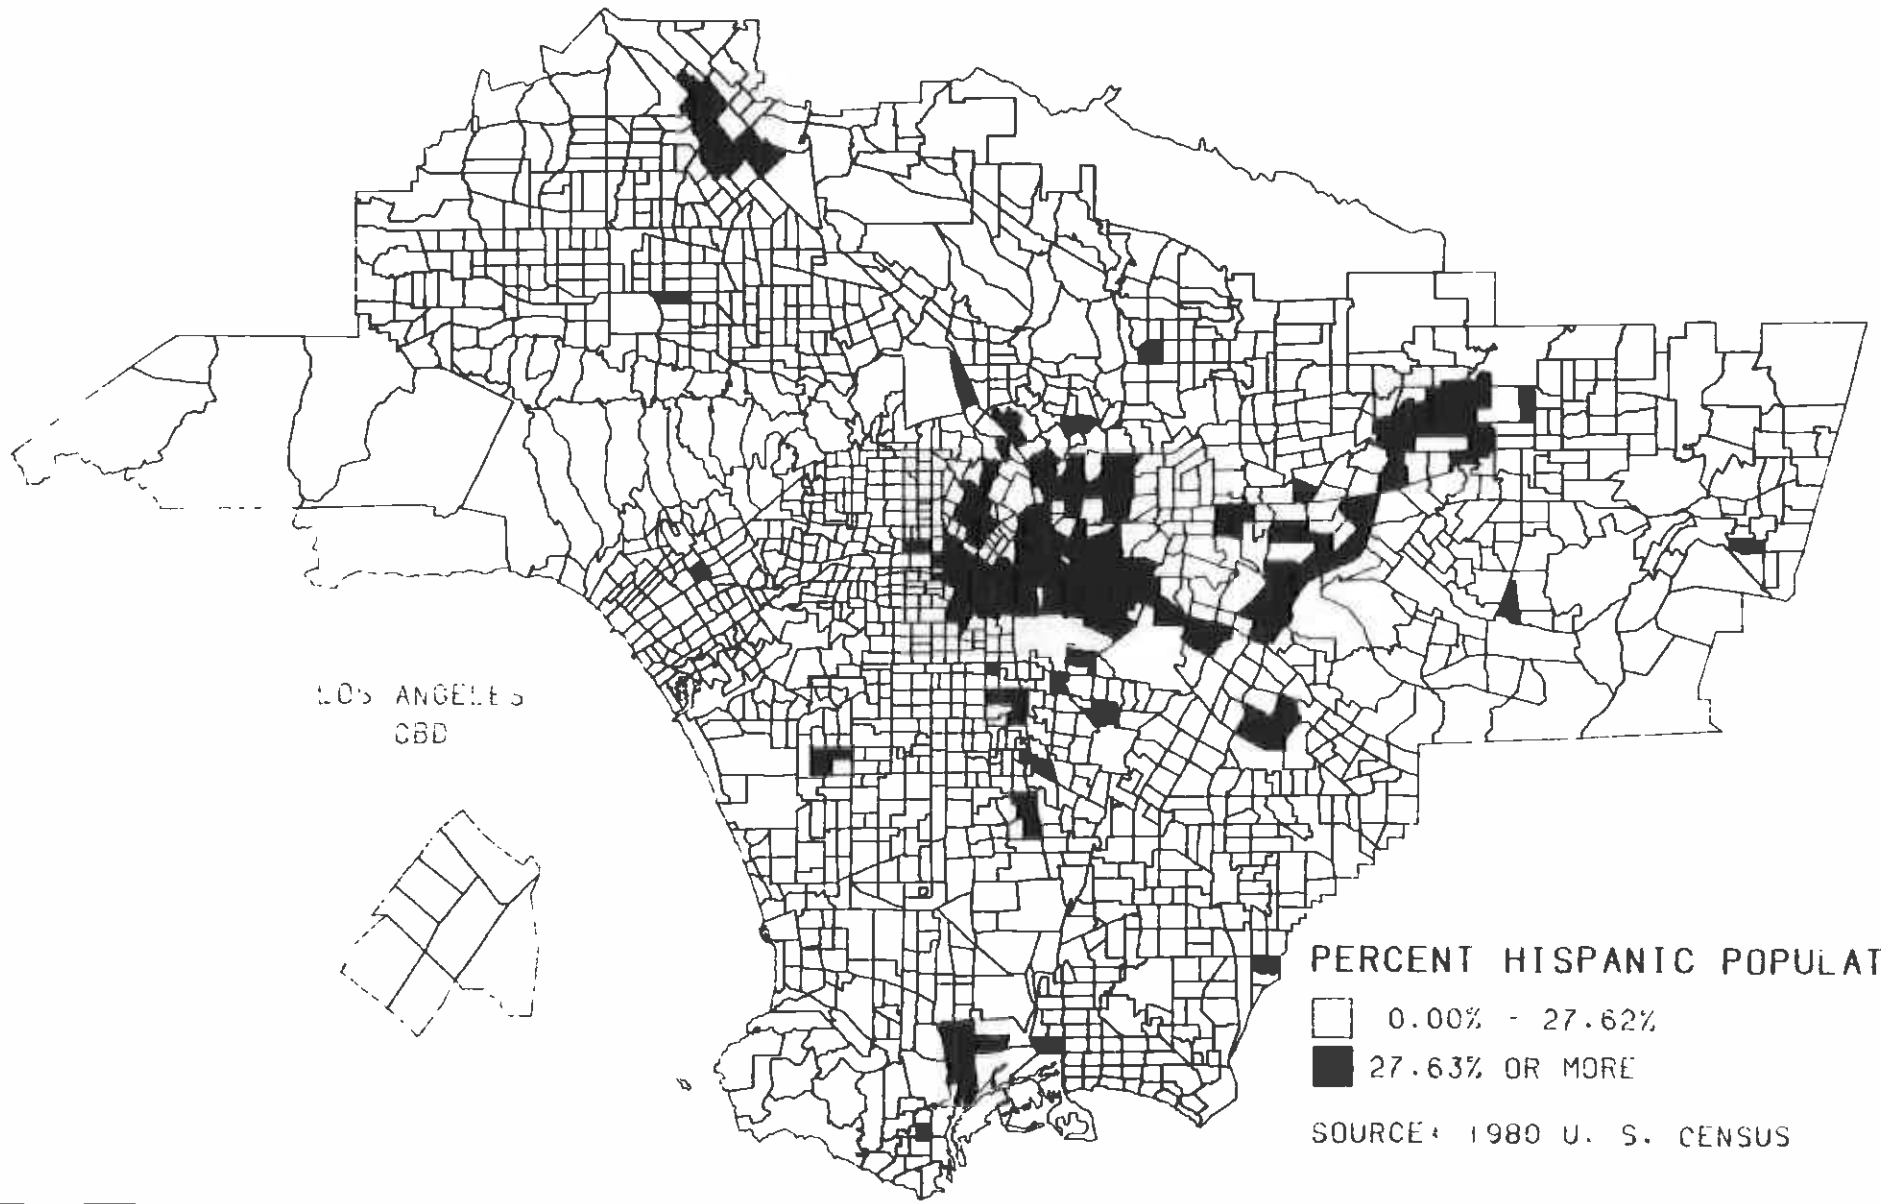 LOS ANGELES
CBD
PERCENT HISPANIC POPULAT
0.00% - 27.62%
27.63% OR MORE
SOURCE: 1980 U. S. CENSUS